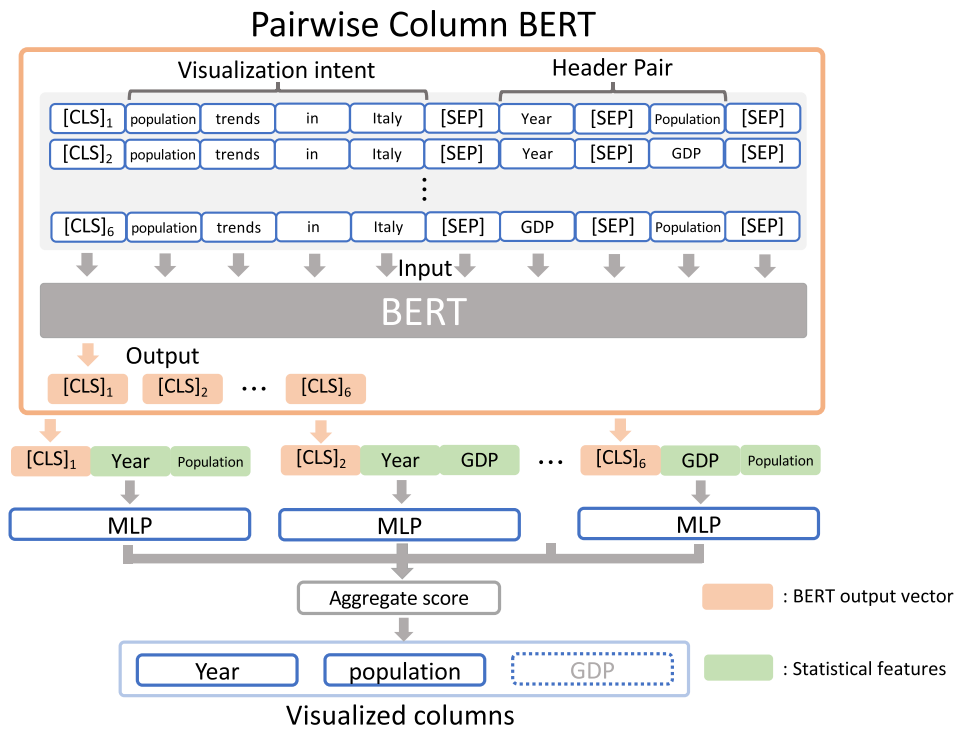 Pairwise Column BERT
Visualization intent Header Pair
[CLS]1 population trends in Italy [SEP] Year [SEP] Population [SEP]
[CLS]2 population trends in Italy [SEP] Year [SEP] GDP [SEP]
⋮
[CLS]6 population trends in Italy [SEP] GDP [SEP] Population [SEP]
Input
BERT
Output
[CLS]1 [CLS]2 ... [CLS]6
[CLS]1 Year Population [CLS]2 Year GDP ... [CLS]6 GDP Population
MLP MLP MLP
Aggregate score
: BERT output vector
Year population GDP
: Statistical features
Visualized columns